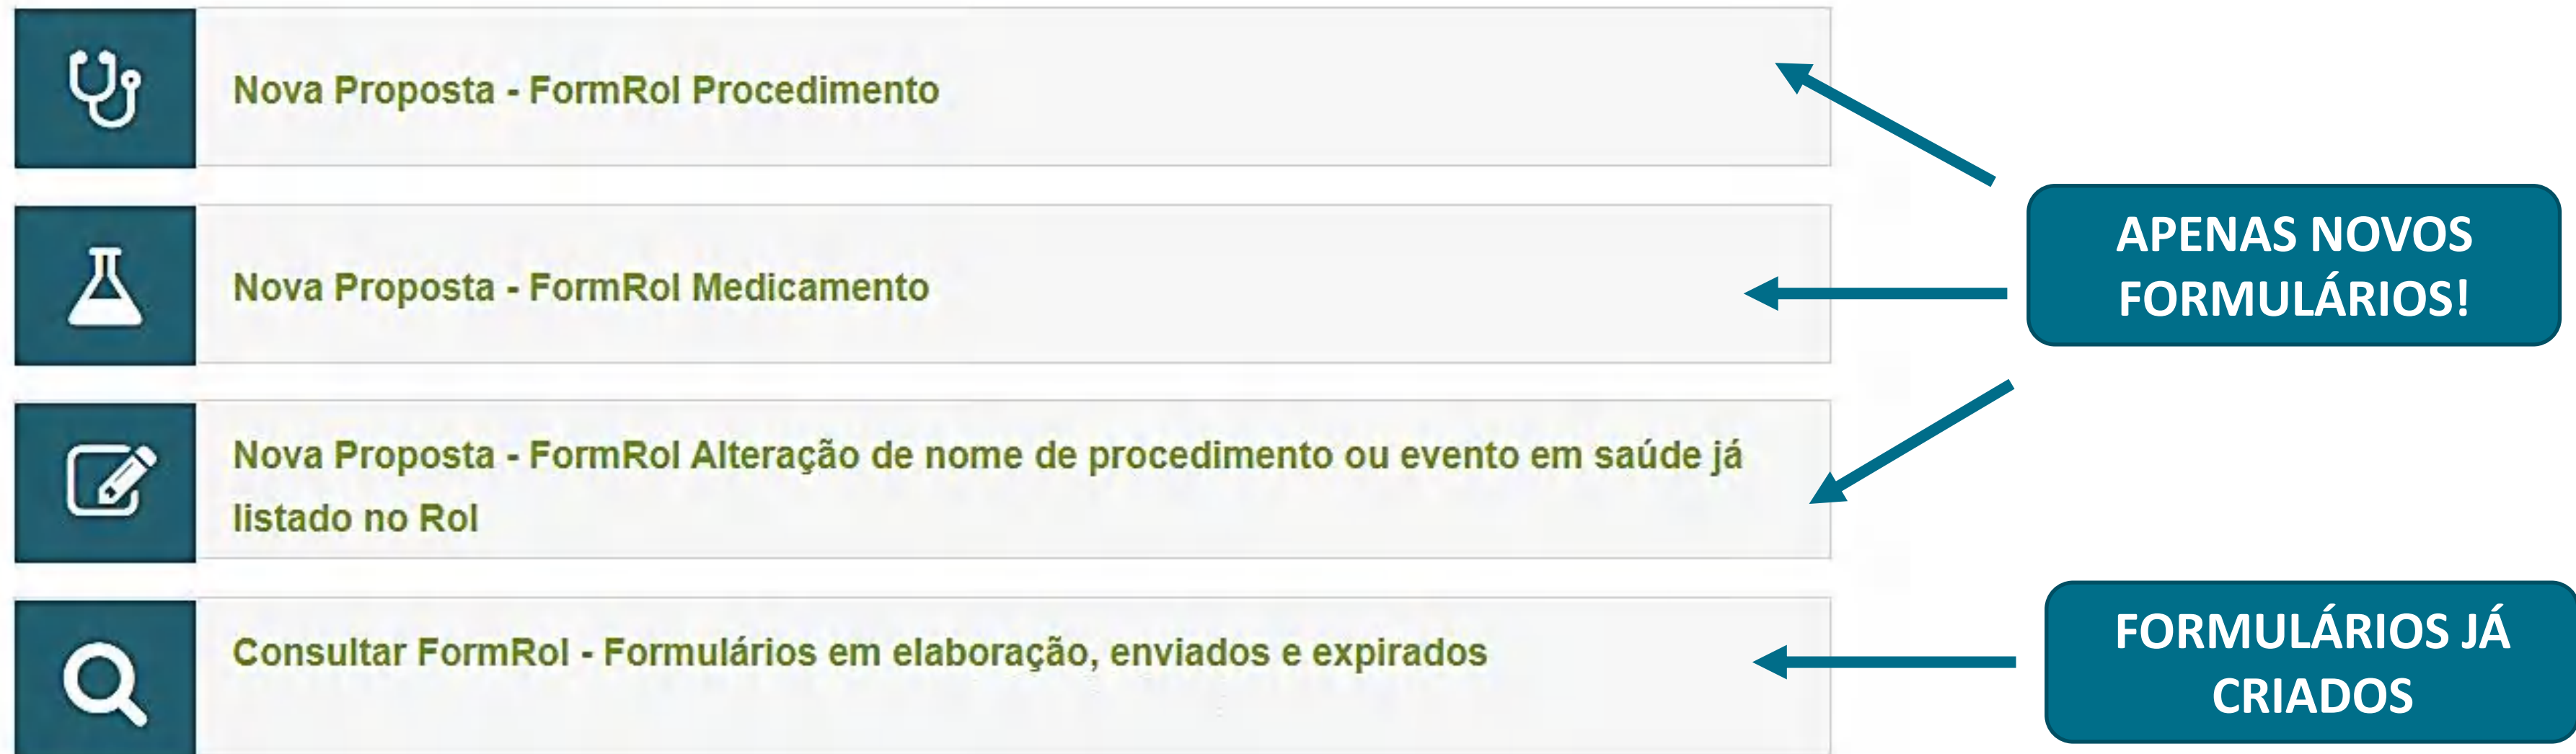 Nova Proposta - FormRol Procedimento
Nova Proposta - FormRol Medicamento
Nova Proposta - FormRol Alteração de nome de procedimento ou evento em saúde já
listado no Rol
Consultar FormRol - Formulários em elaboração, enviados e expirados
APENAS NOVOS
FORMULÁRIOS!
FORMULÁRIOS JÁ
CRIADOS